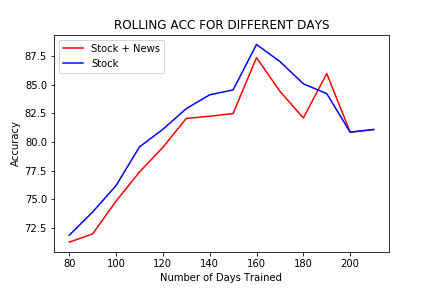 ROLLING ACC FOR DIFFERENT DAYS
Stock + News
Stock
87.5
85.0
82.5
80.0
77.5
75.0
72.5
Accuracy
80 100 120 140 160 180 200
Number of Days Trained